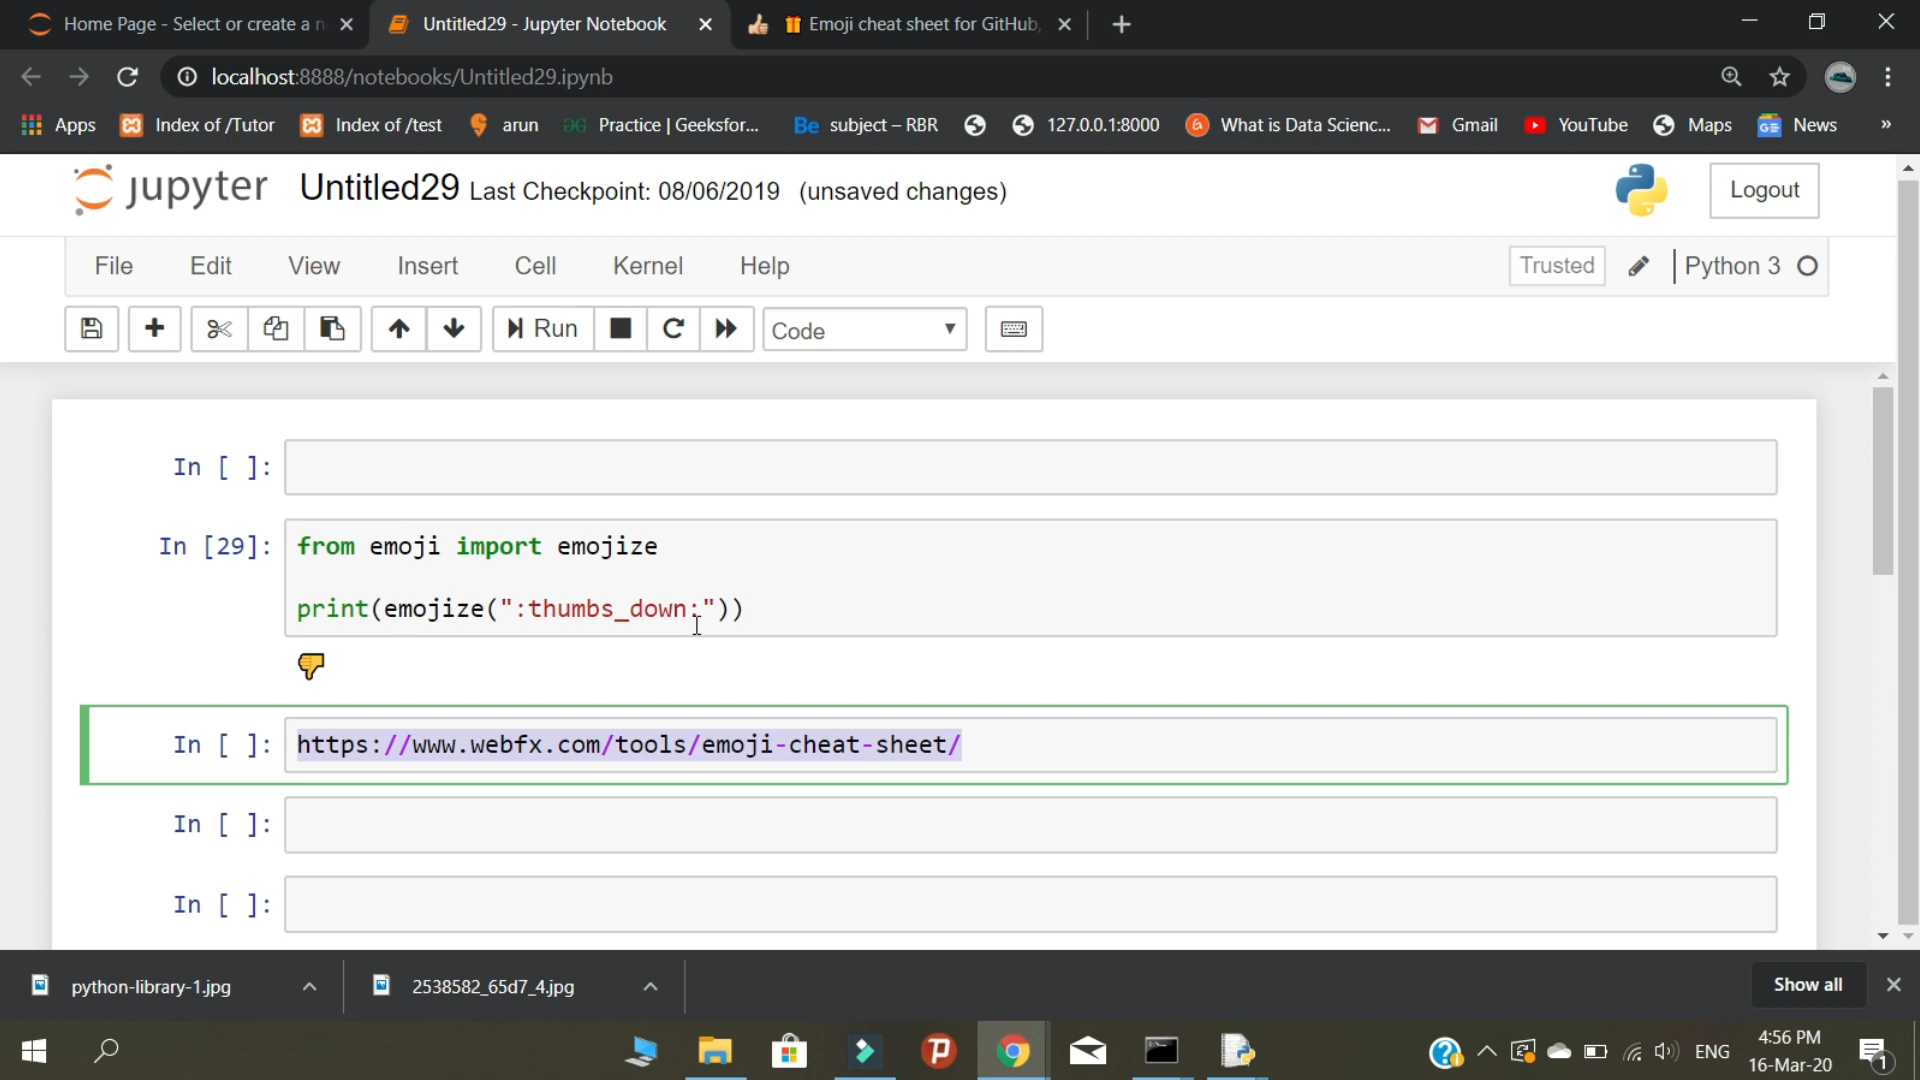 Home Page - Select or create a n
Untitled29 - Jupyter Notebook
Emoji cheat sheet for GitHub,
localhost:8888/notebooks/Untitled29.ipynb
Apps Index of /Tutor Index of /test arun Practice | Geeksfor... Be subject – RBR 127.0.0.1:8000 What is Data Scienc... Gmail YouTube Maps News »
jupyter Untitled29 Last Checkpoint: 08/06/2019 (unsaved changes) Logout
File Edit View Insert Cell Kernel Help Trusted Python 3
Run Code
In [ ]:
In [29]: from emoji import emojize
print(emojize(":thumbs_down:"))
👎
In [ ]: https://www.webfx.com/tools/emoji-cheat-sheet/
In [ ]:
In [ ]:
python-library-1.jpg 2538582_65d7_4.jpg Show all
ENG 4:56 PM
16-Mar-20
1